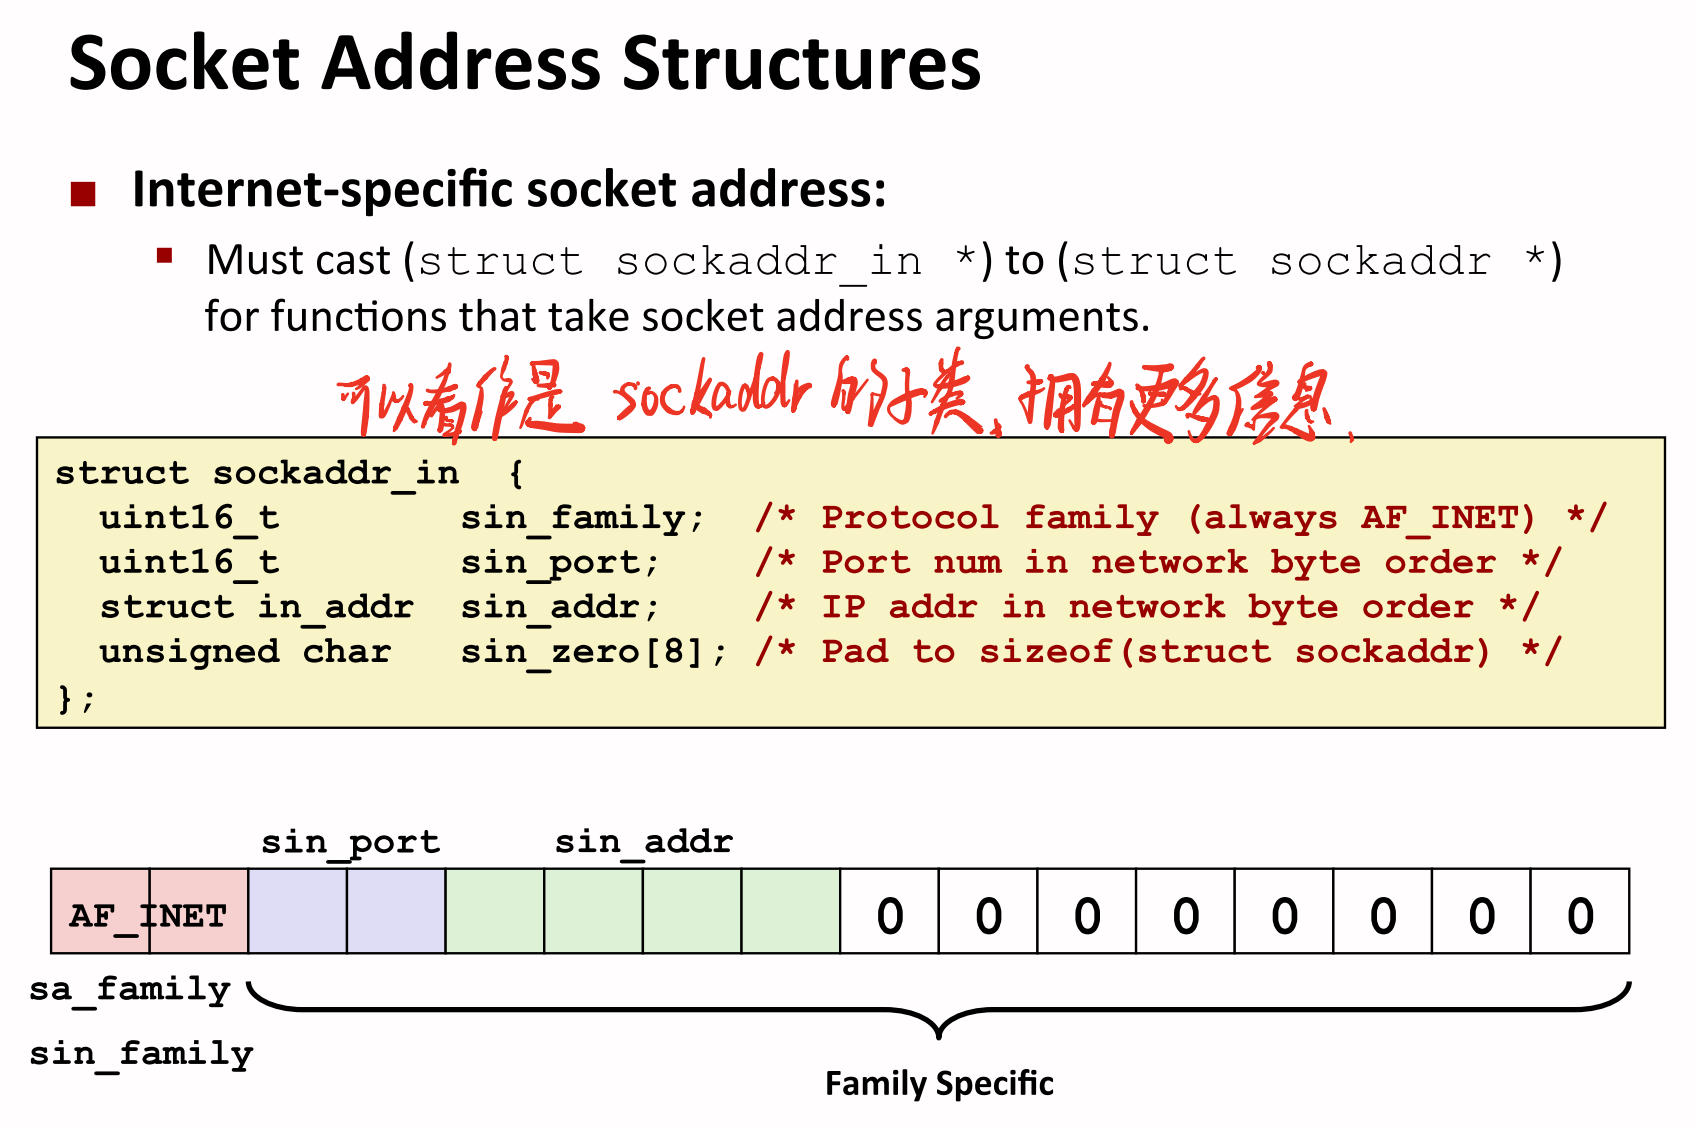 Socket Address Structures
Internet-specific socket address:
Must cast (struct sockaddr_in *) to (struct sockaddr *)
for functions that take socket address arguments.
可以看作是 sockaddr 的子类、拥有更多信息、
struct sockaddr_in {
uint16_t sin_family; /* Protocol family (always AF_INET) */
uint16_t sin_port; /* Port num in network byte order */
struct in_addr sin_addr; /* IP addr in network byte order */
unsigned char sin_zero[8]; /* Pad to sizeof(struct sockaddr) */
};
sin_port sin_addr
AF_INET 0 0 0 0 0 0 0 0
sa_family
sin_family
Family Specific